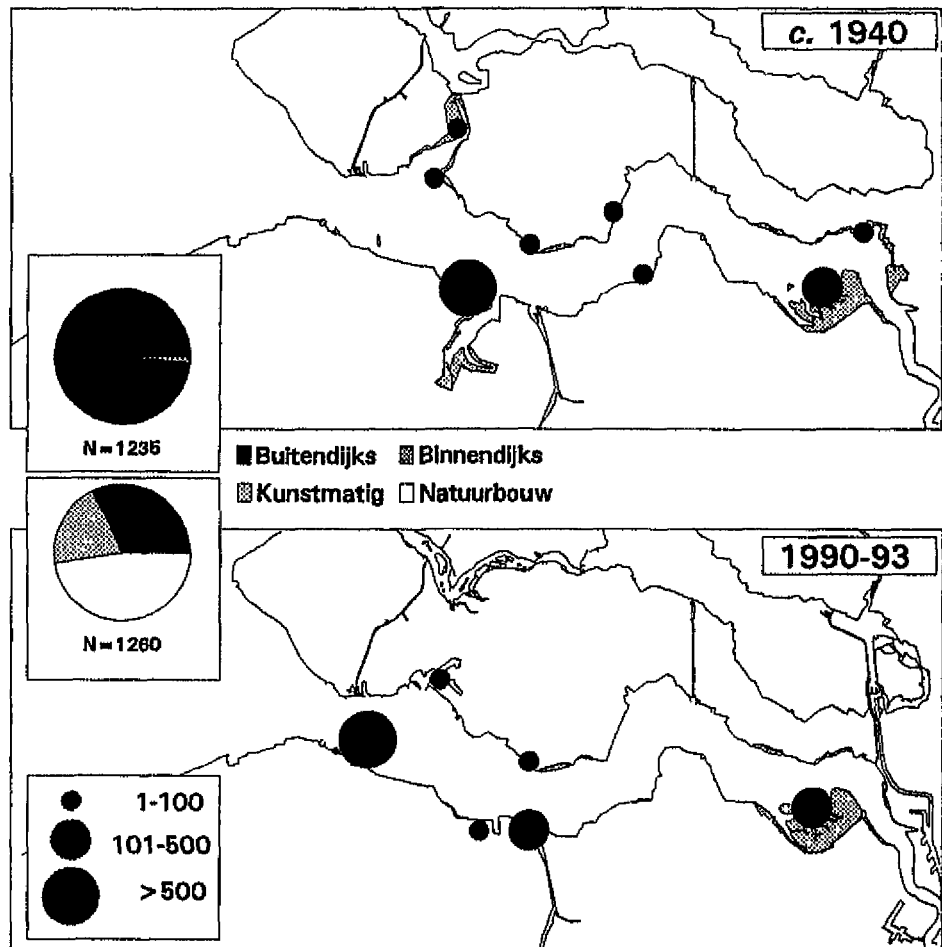 c. 1940
N=1235
Buitendijks Binnendijks
Kunstmatig Natuurbouw
N=1260
1990-93
1-100
101-500
>500